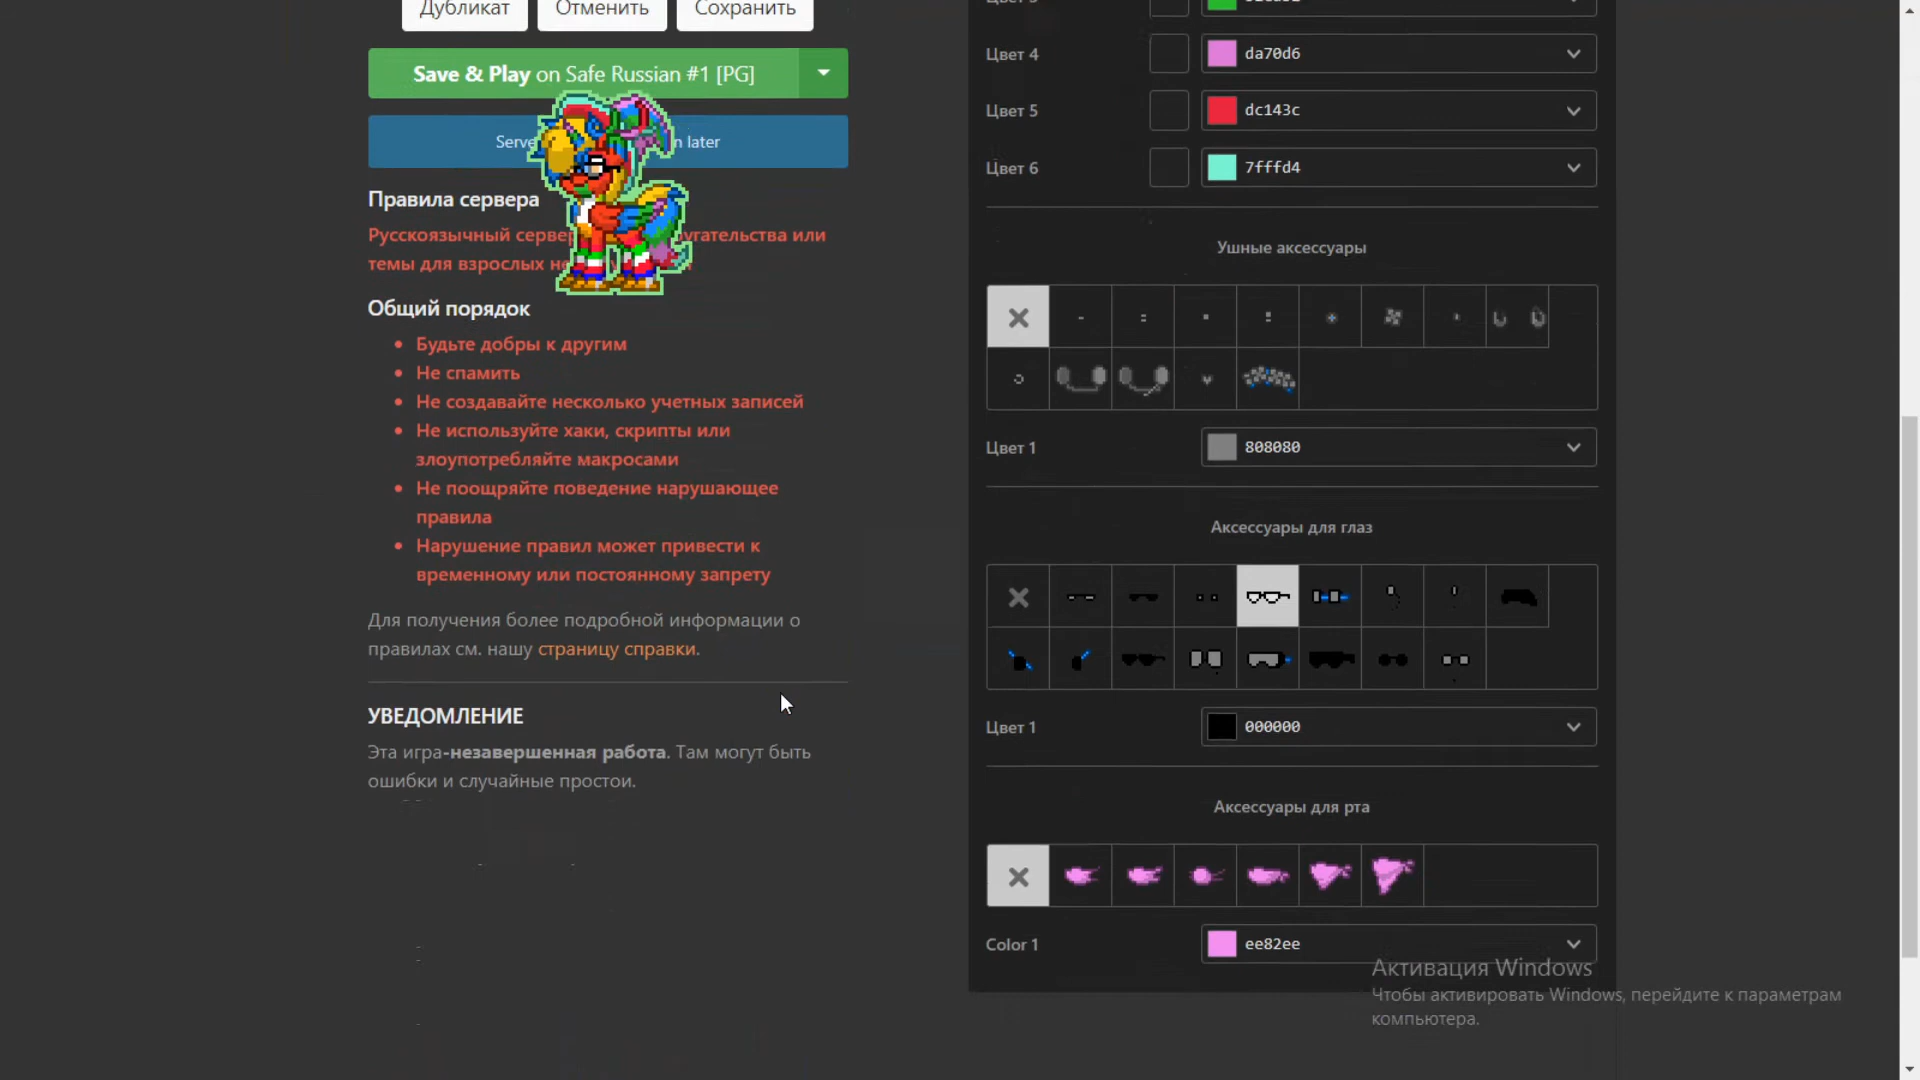 Дубликат
Отменить
Сохранить
Save & Play on Safe Russian #1 [PG]
Serve
n later
Правила сервера
Русскоязычный сервер
угательства или
темы для взрослых не
Общий порядок
Будьте добры к другим
Не спамить
Не создавайте несколько учетных записей
Не используйте хаки, скрипты или
злоупотребляйте макросами
Не поощряйте поведение нарушающее
правила
Нарушение правил может привести к
временному или постоянному запрету
Для получения более подробной информации о
правилах см. нашу страницу справки.
УВЕДОМЛЕНИЕ
Эта игра-незавершенная работа. Там могут быть
ошибки и случайные простои.
Цвет 4
da70d6
Цвет 5
dc143c
Цвет 6
7fffd4
Ушные аксессуары
Цвет 1
808080
Аксессуары для глаз
Цвет 1
000000
Аксессуары для рта
Color 1
ee82ee
Активация Windows
Чтобы активировать Windows, перейдите к параметрам
компьютера.